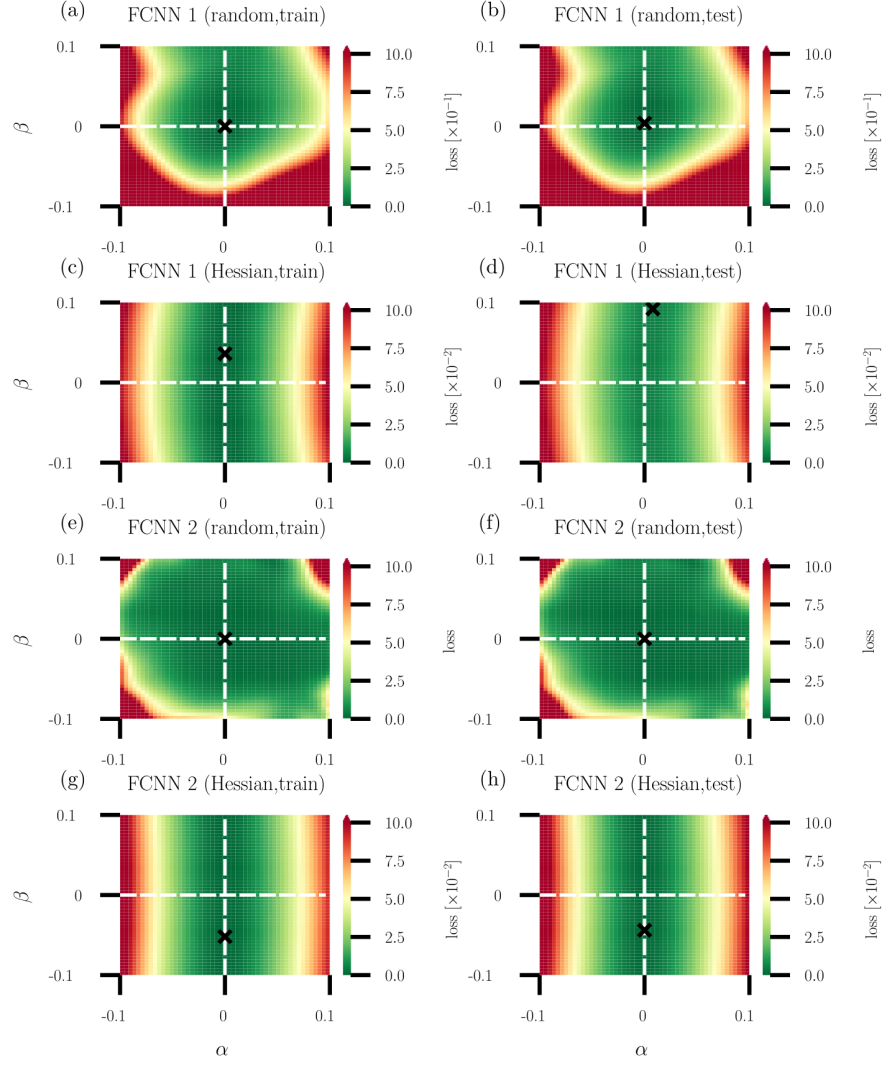 (a) FCNN 1 (random,train)
0.1
0
-0.1
β
-0.1 0 0.1
10.0
7.5
5.0
2.5
0.0
loss [×10⁻¹]
(b) FCNN 1 (random,test)
10.0
7.5
5.0
2.5
0.0
loss [×10⁻¹]
0.1
0
-0.1
-0.1 0 0.1
(c) FCNN 1 (Hessian,train)
0.1
0
-0.1
β
-0.1 0 0.1
10.0
7.5
5.0
2.5
0.0
loss [×10⁻²]
(d) FCNN 1 (Hessian,test)
0.1
0
-0.1
-0.1 0 0.1
10.0
7.5
5.0
2.5
0.0
loss [×10⁻²]
(e) FCNN 2 (random,train)
0.1
0
-0.1
β
-0.1 0 0.1
10.0
7.5
5.0
2.5
0.0
loss
(f) FCNN 2 (random,test)
0.1
0
-0.1
-0.1 0 0.1
10.0
7.5
5.0
2.5
0.0
loss
(g) FCNN 2 (Hessian,train)
0.1
0
-0.1
β
-0.1 0 0.1
α
10.0
7.5
5.0
2.5
0.0
loss [×10⁻²]
(h) FCNN 2 (Hessian,test)
0.1
0
-0.1
-0.1 0 0.1
α
10.0
7.5
5.0
2.5
0.0
loss [×10⁻²]